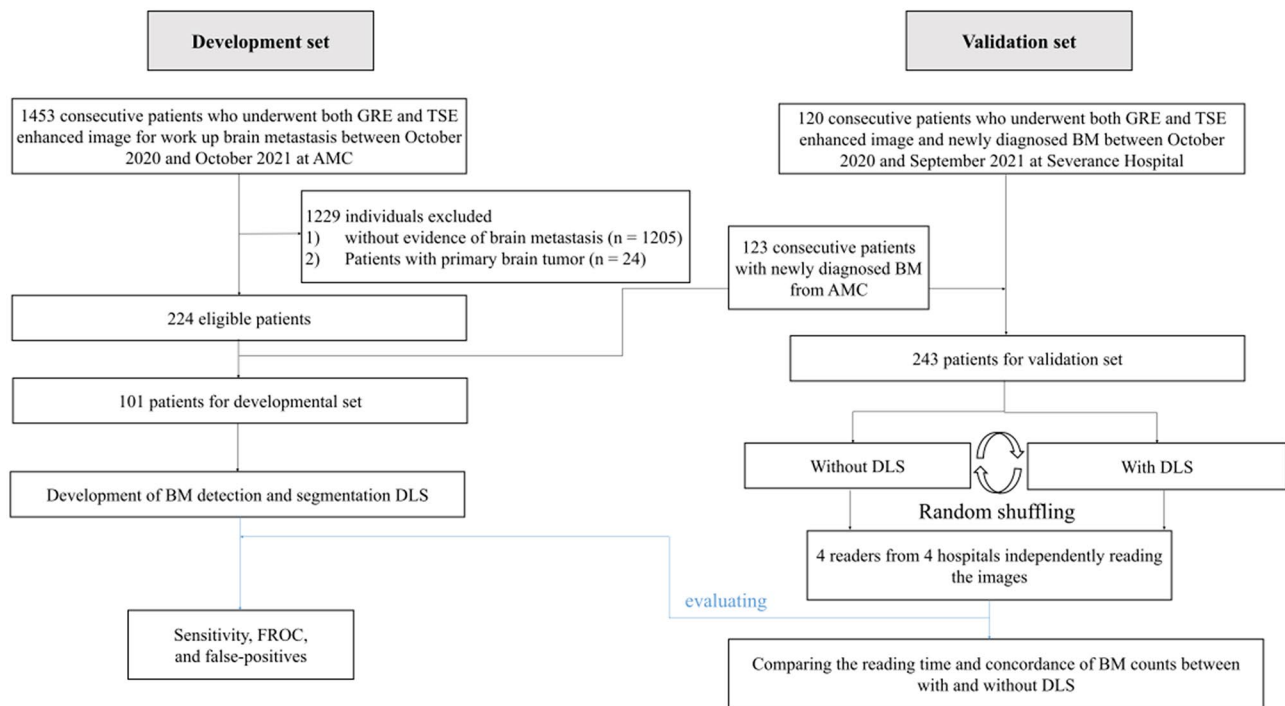 Development set
1453 consecutive patients who underwent both GRE and TSE
enhanced image for work up brain metastasis between October
2020 and October 2021 at AMC
1229 individuals excluded
1) without evidence of brain metastasis (n = 1205)
2) Patients with primary brain tumor (n = 24)
224 eligible patients
101 patients for developmental set
Development of BM detection and segmentation DLS
Sensitivity, FROC,
and false-positives
Validation set
120 consecutive patients who underwent both GRE and TSE
enhanced image and newly diagnosed BM between October
2020 and September 2021 at Severance Hospital
123 consecutive patients
with newly diagnosed BM
from AMC
243 patients for validation set
Without DLS
With DLS
Random shuffling
4 readers from 4 hospitals independently reading
the images
evaluating
Comparing the reading time and concordance of BM counts between
with and without DLS